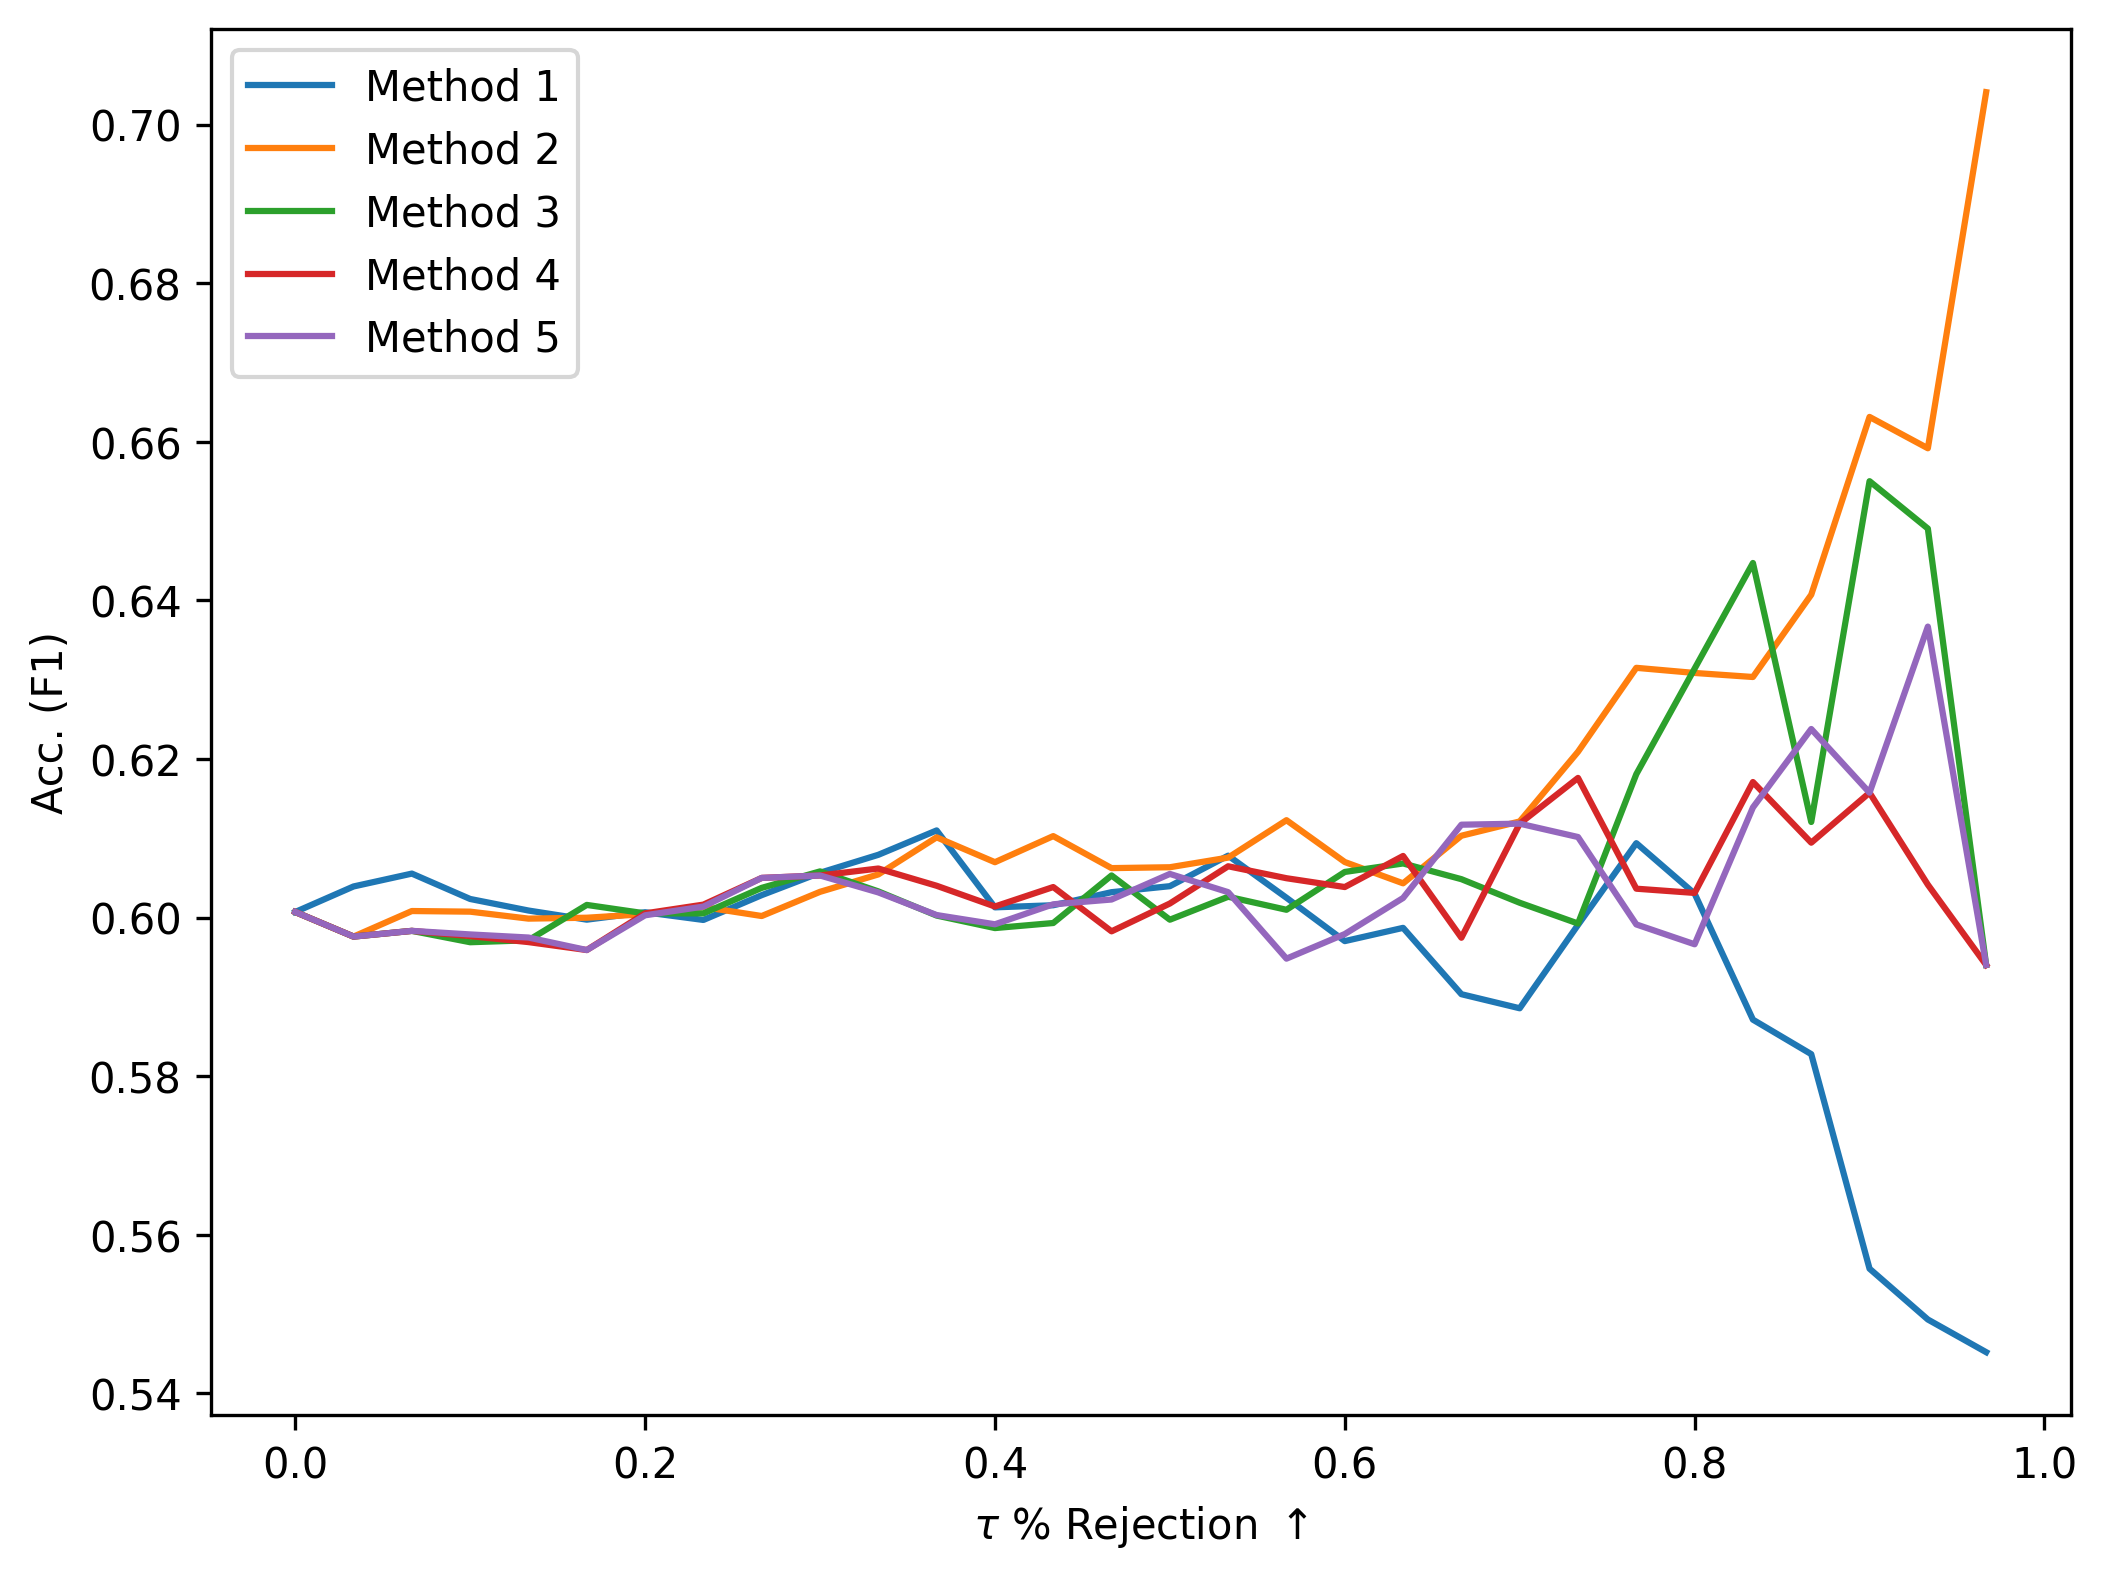 Method 1
Method 2
Method 3
Method 4
Method 5
0.70
0.68
0.66
0.64
0.62
0.60
0.58
0.56
0.54
Acc. (F1)
0.0 0.2 0.4 0.6 0.8 1.0
τ % Rejection ↑